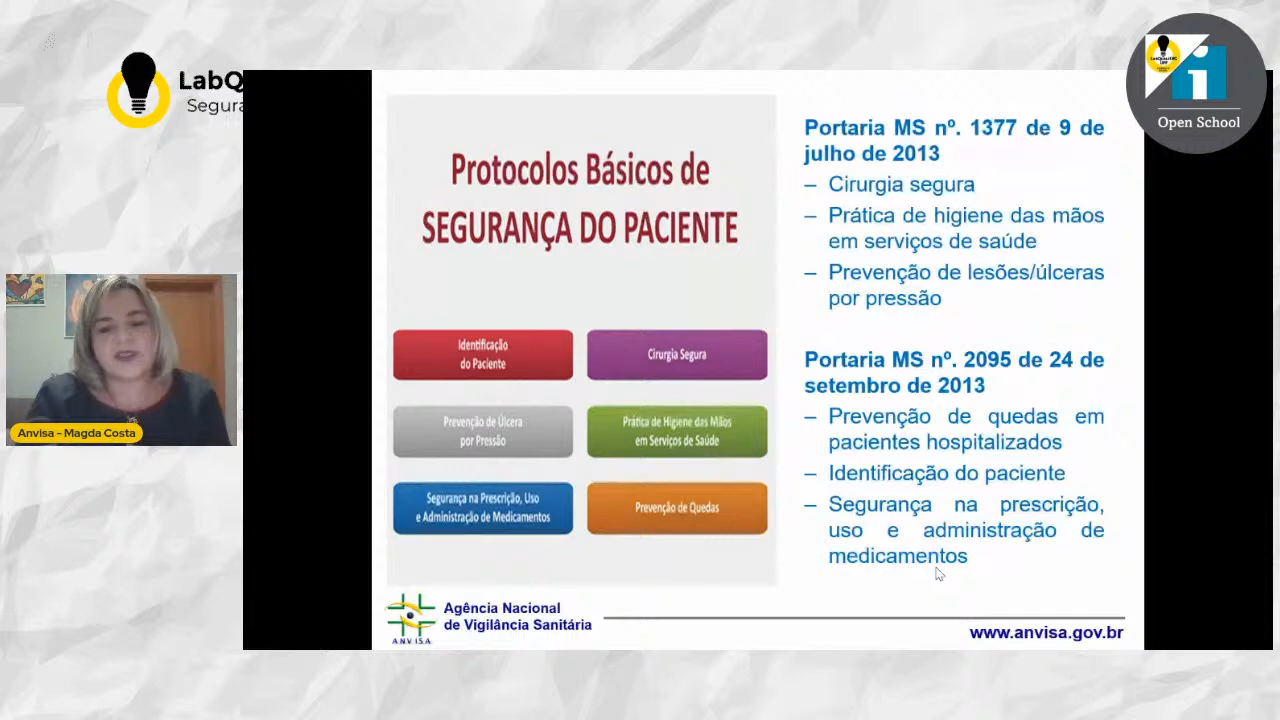 LabQ
Segura
Open School
Protocolos Básicos de
SEGURANÇA DO PACIENTE
Identificação
do Paciente
Cirurgia Segura
Prevenção de Úlcera
por Pressão
Prática de Higiene das Mãos
em Serviços de Saúde
Segurança na Prescrição, Uso
e Administração de Medicamentos
Prevenção de Quedas
Portaria MS nº. 1377 de 9 de
julho de 2013
– Cirurgia segura
– Prática de higiene das mãos
em serviços de saúde
– Prevenção de lesões/úlceras
por pressão
Portaria MS nº. 2095 de 24 de
setembro de 2013
– Prevenção de quedas em
pacientes hospitalizados
– Identificação do paciente
– Segurança na prescrição,
uso e administração de
medicamentos
Anvisa - Magda Costa
ANVISA
Agência Nacional
de Vigilância Sanitária
www.anvisa.gov.br